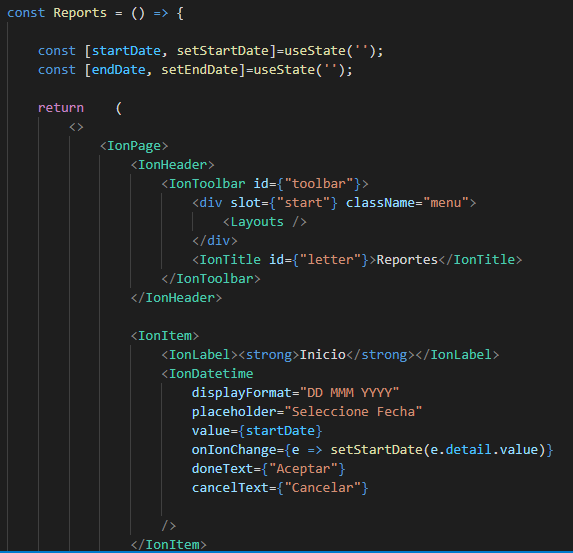 const Reports = () => {
const [startDate, setStartDate]=useState('');
const [endDate, setEndDate]=useState('');
return    (
<>
<IonPage>
<IonHeader>
<IonToolbar id={"toolbar"}>
<div slot={"start"} className="menu">
<Layouts />
</div>
<IonTitle id={"letter"}>Reportes</IonTitle>
</IonToolbar>
</IonHeader>
<IonItem>
<IonLabel><strong>Inicio</strong></IonLabel>
<IonDatetime
displayFormat="DD MMM YYYY"
placeholder="Seleccione Fecha"
value={startDate}
onIonChange={e => setStartDate(e.detail.value)}
doneText={"Aceptar"}
cancelText={"Cancelar"}
/>
</IonItem>